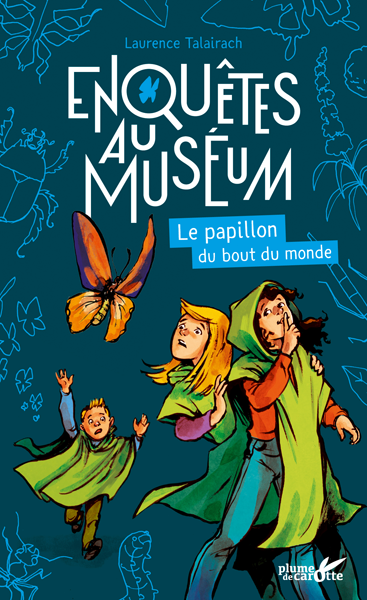 Laurence Talairach
ENQUÊTES
AU
MUSÉUM
Le papillon
du bout du monde
plume
de carotte